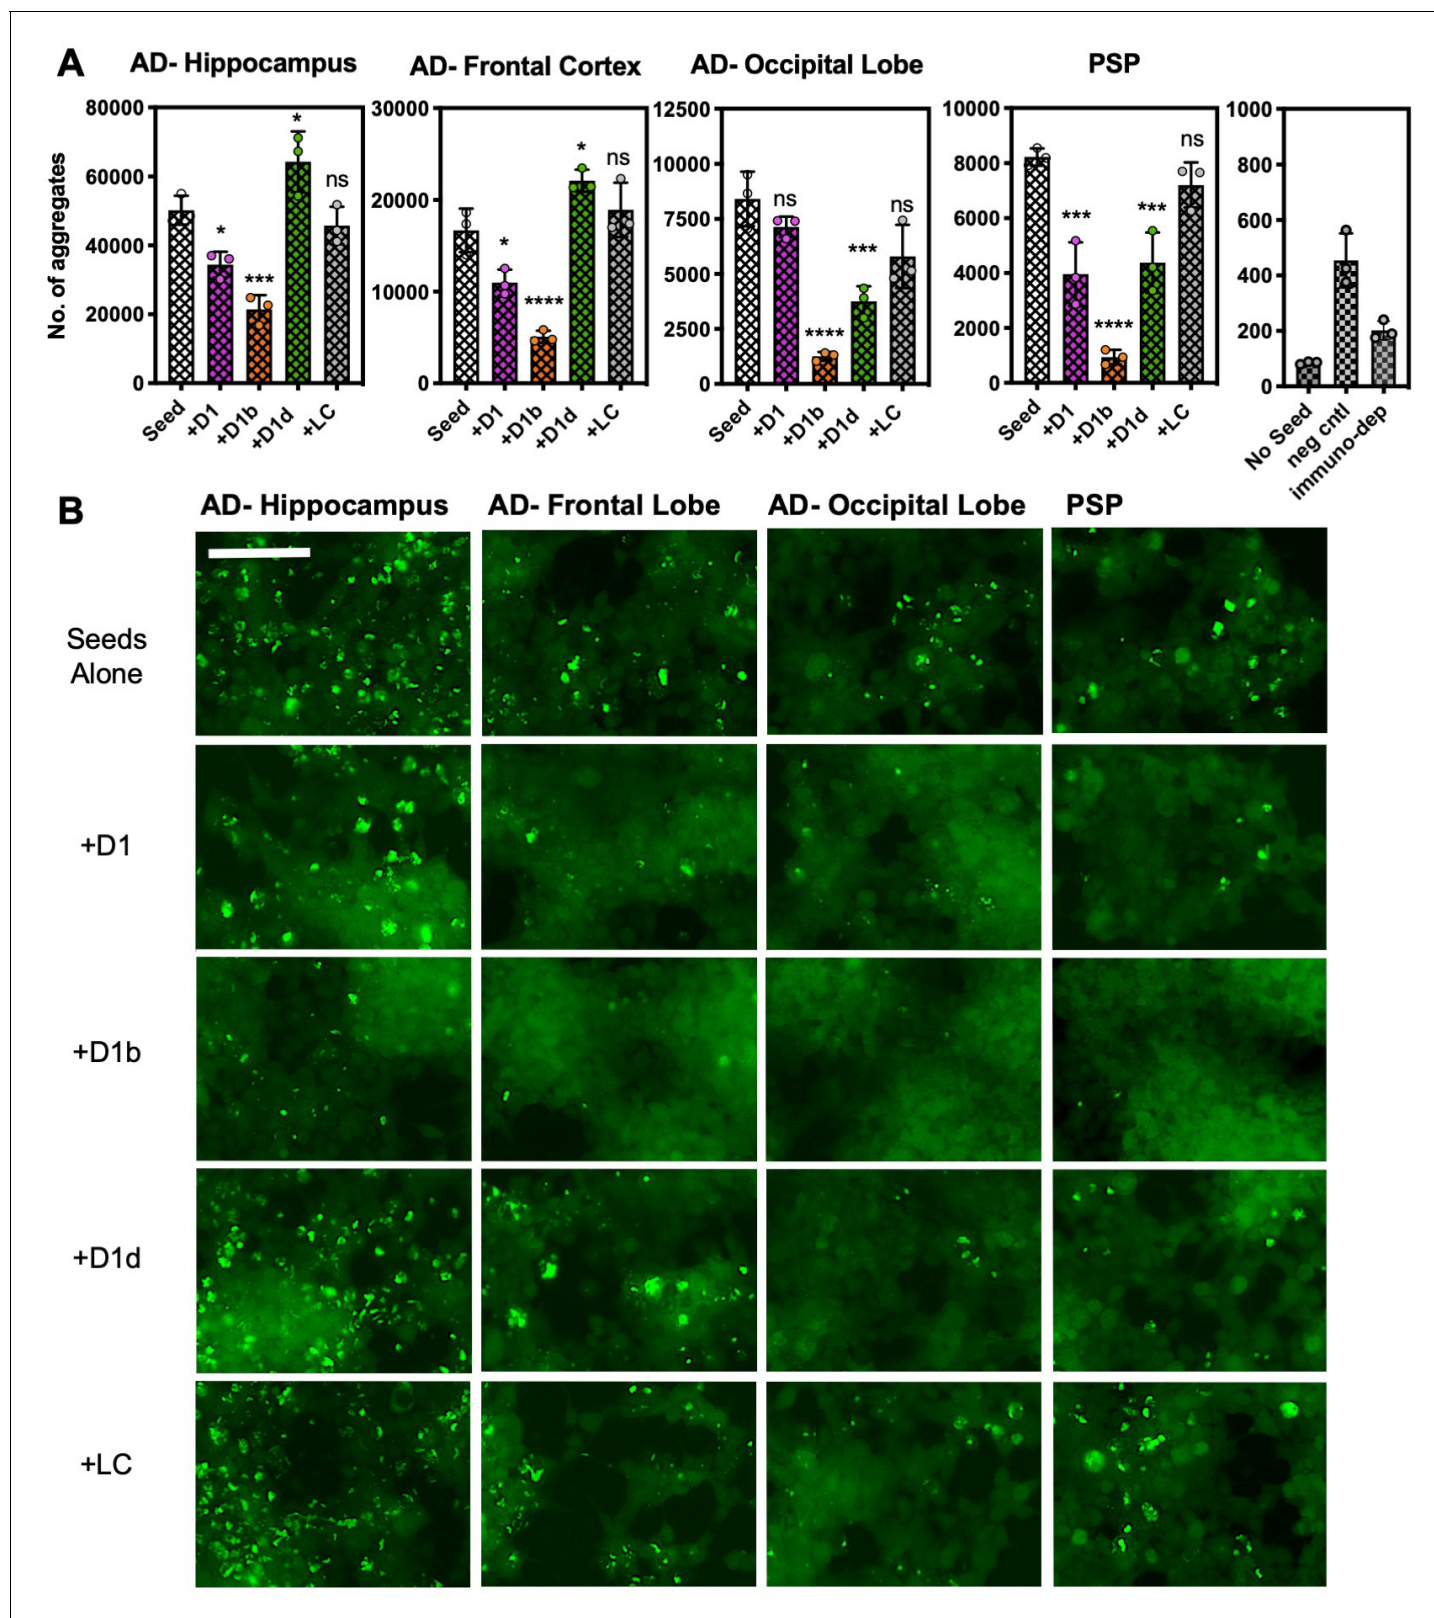 A
AD- Hippocampus
AD- Frontal Cortex
AD- Occipital Lobe
PSP
No. of aggregates
80000
60000
40000
20000
0
*
***
*
ns
Seed
+D1
+D1b
+D1d
+LC
30000
20000
10000
0
*
****
*
ns
Seed
+D1
+D1b
+D1d
+LC
12500
10000
7500
5000
2500
0
ns
****
***
ns
Seed
+D1
+D1b
+D1d
+LC
10000
8000
6000
4000
2000
0
***
****
***
ns
Seed
+D1
+D1b
+D1d
+LC
1000
800
600
400
200
0
No Seed
neg cntl
immuno-dep
B
AD- Hippocampus
AD- Frontal Lobe
AD- Occipital Lobe
PSP
Seeds
Alone
+D1
+D1b
+D1d
+LC